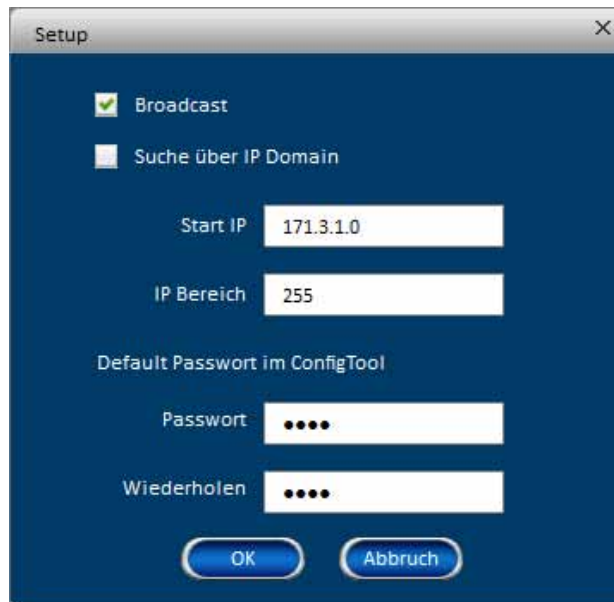 Setup
Broadcast
Suche über IP Domain
Start IP 171.3.1.0
IP Bereich 255
Default Passwort im ConfigTool
Passwort ●●●●
Wiederholen ●●●●
OK Abbruch